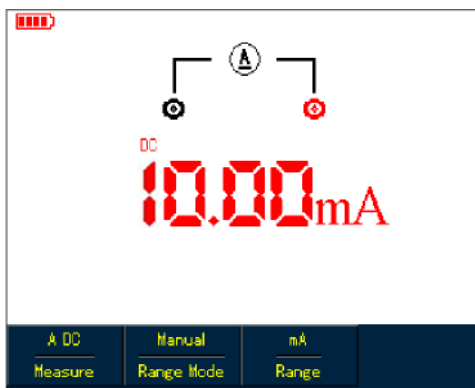 A
DC
10.00mA
A DC Manual mA
Measure Range Mode Range